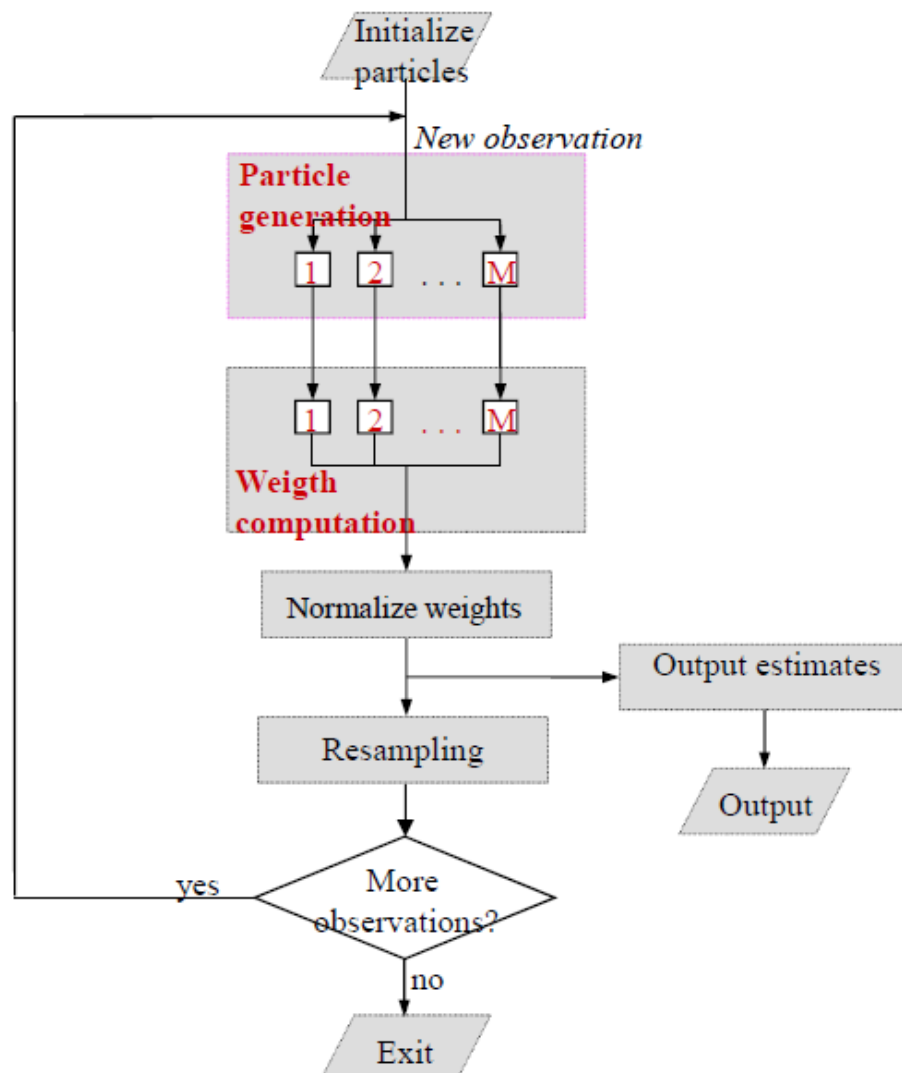 Initialize
particles
New observation
Particle
generation
1 2 . . . M
1 2 . . . M
Weigth
computation
Normalize weights
Output estimates
Resampling
Output
More
observations?
yes
no
Exit